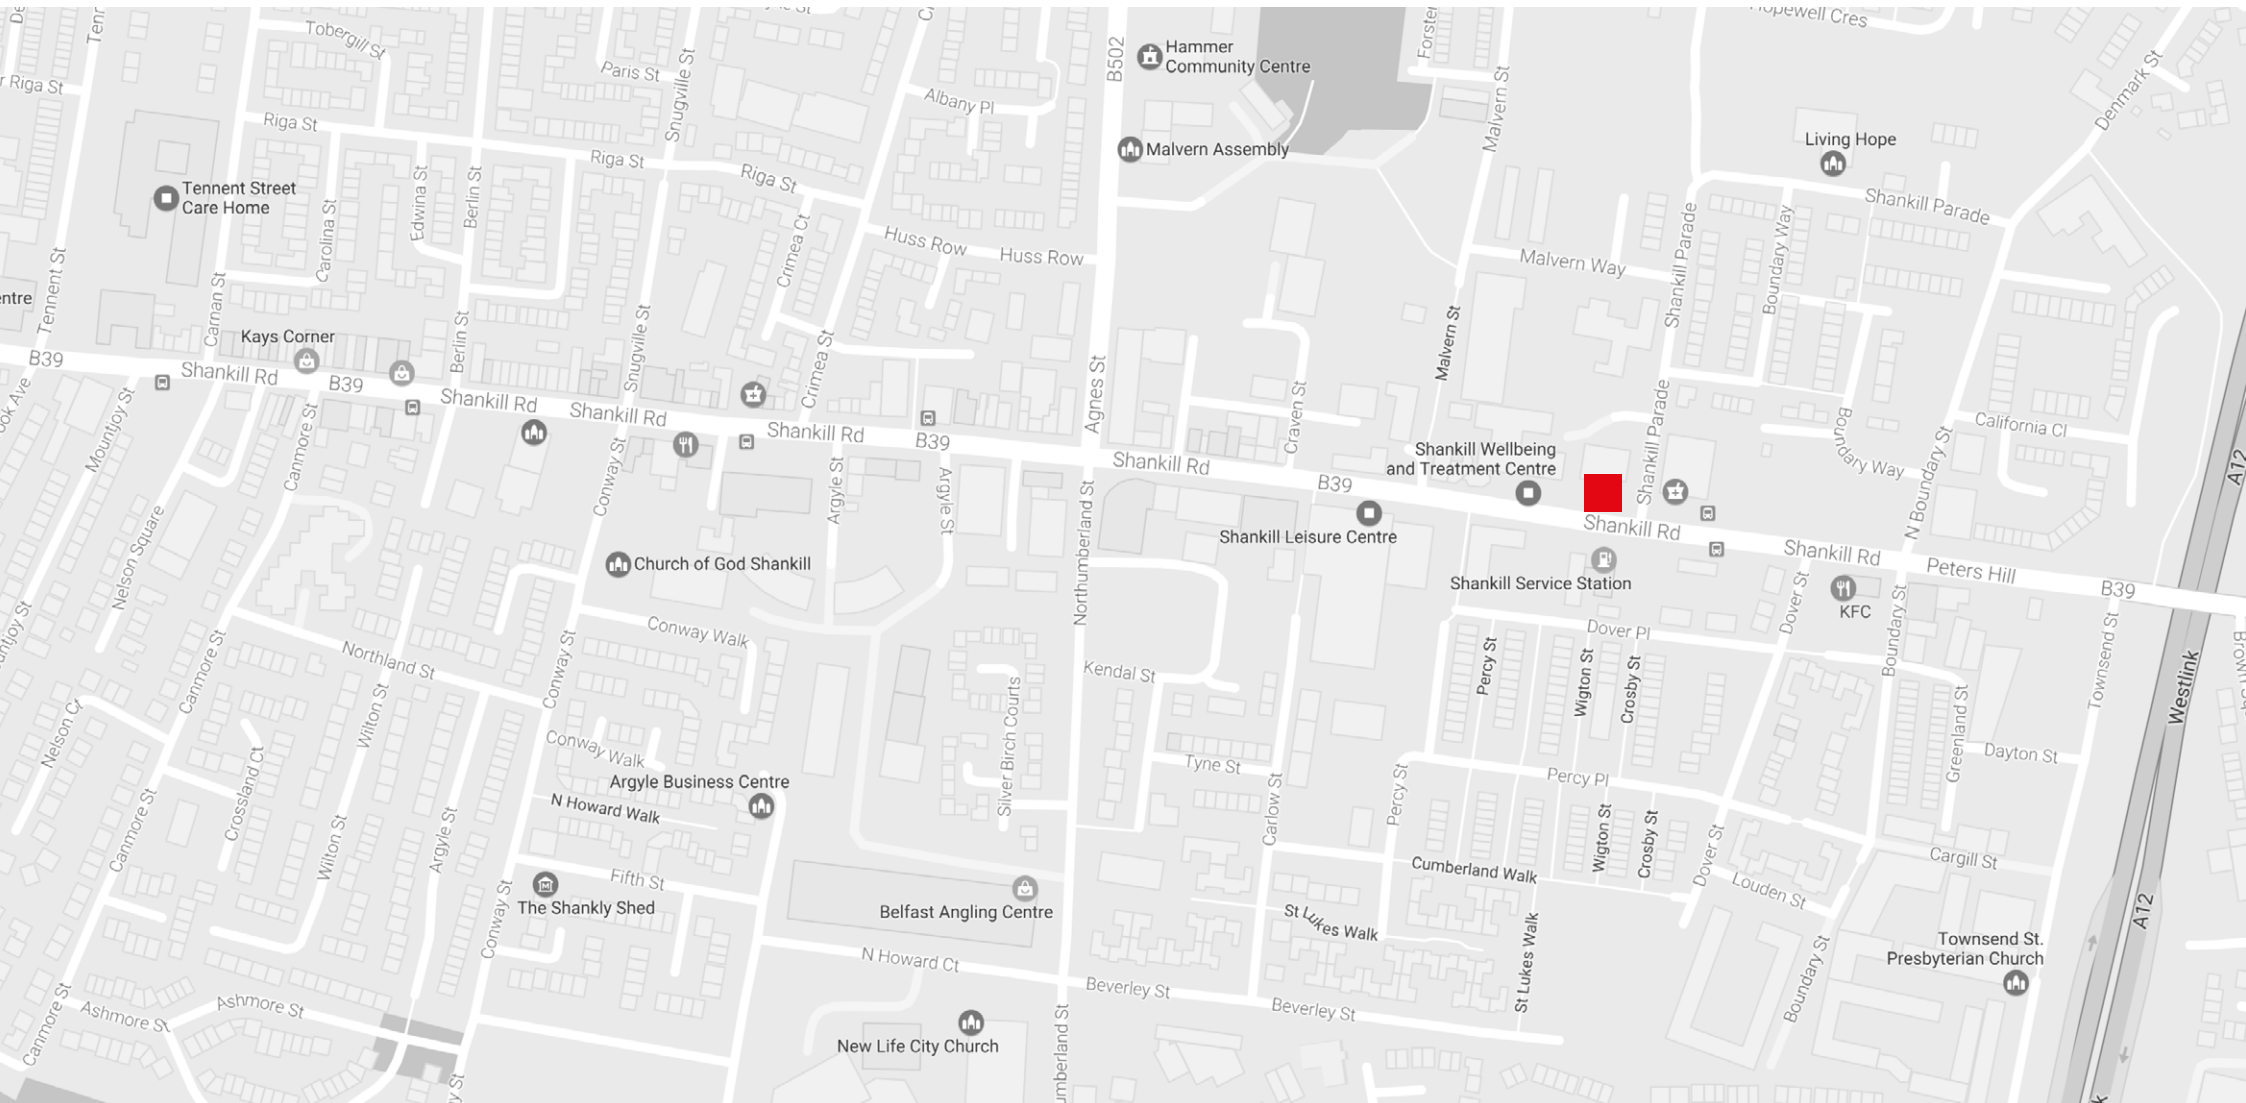 Tobergill St
Paris St
Snugville St
B502
Hammer
Community Centre
Malvern St
Hopewell Cres
Denmark St
Riga St
Albany Pl
Riga St
Riga St
Riga St
Malvern Assembly
Living Hope
Tennent Street
Care Home
Edwina St
Berlin St
Carolina St
Crimea Ct
Huss Row
Huss Row
Shankill Parade
Shankill Parade
Boundary Way
Malvern Way
Tennent St
Carnan St
Kays Corner
Berlin St
Snugville St
Crimea St
Agnes St
Malvern St
Craven St
Shankill Parade
B39
Shankill Rd
B39
Shankill Rd
Shankill Rd
Shankill Rd
B39
Shankill Rd
B39
Shankill Wellbeing
and Treatment Centre
Boundary Way
California Cl
N Boundary St
A12
Mountjoy St
Canmore St
Conway St
Argyle St
Argyle St
Northumberland St
Shankill Leisure Centre
Shankill Rd
Shankill Rd
Peters Hill
B39
Nelson Square
Church of God Shankill
Shankill Service Station
KFC
Dover St
Boundary St
Townsend St
Conway Walk
Dover Pl
Northland St
Canmore St
Conway St
Kendal St
Percy St
Wigton St
Crosby St
Westlink
Nelson Ct
Wilton St
Silver Birch Courts
Greenland St
Conway Walk
Tyne St
Dayton St
Argyle Business Centre
Percy Pl
N Howard Walk
Crossland Ct
Canmore St
Wilton St
Argyle St
Carlow St
Percy St
Wigton St
Crosby St
Dover St
Cumberland Walk
Cargill St
Fifth St
Louden St
The Shankly Shed
Belfast Angling Centre
St Lukes Walk
St Lukes Walk
A12
Conway St
N Howard Ct
Townsend St.
Presbyterian Church
Boundary St
Canmore St
Ashmore St
Ashmore St
Beverley St
Beverley St
New Life City Church